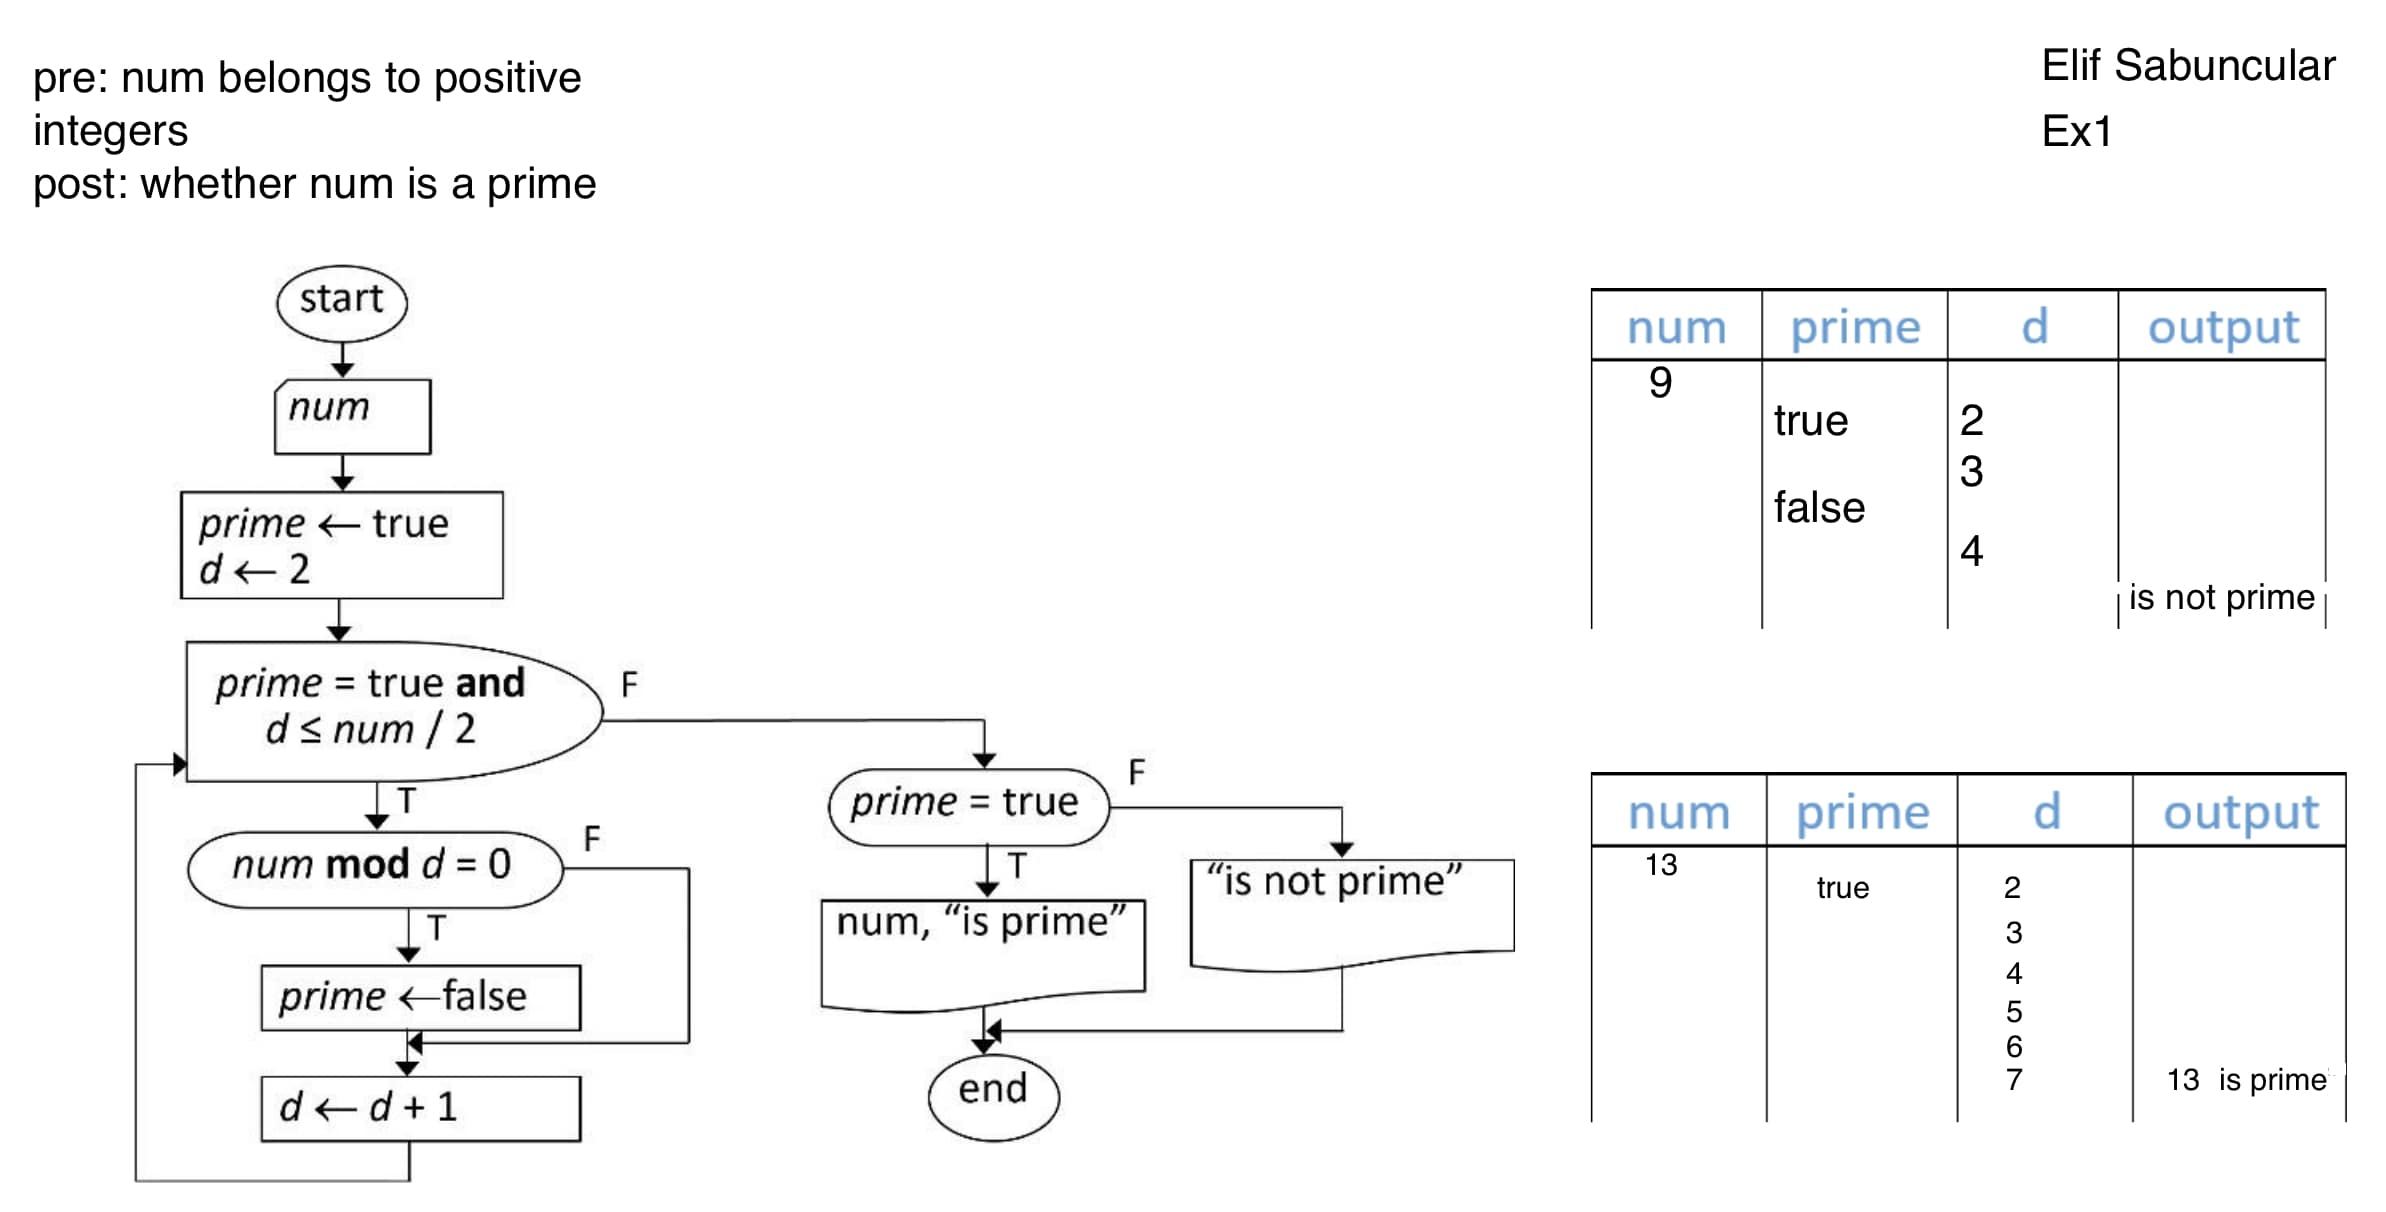 pre: num belongs to positive
integers
post: whether num is a prime
Elif Sabuncular
Ex1
start
num
prime ← true
d ← 2
prime = true and
d ≤ num / 2
F
T
num mod d = 0
F
T
prime ←false
d ← d + 1
prime = true
F
T
num, “is prime”
“is not prime”
end
num prime d output
9
true 2
3
false
4
is not prime
num prime d output
13
true 2
3
4
5
6
7 13 is prime